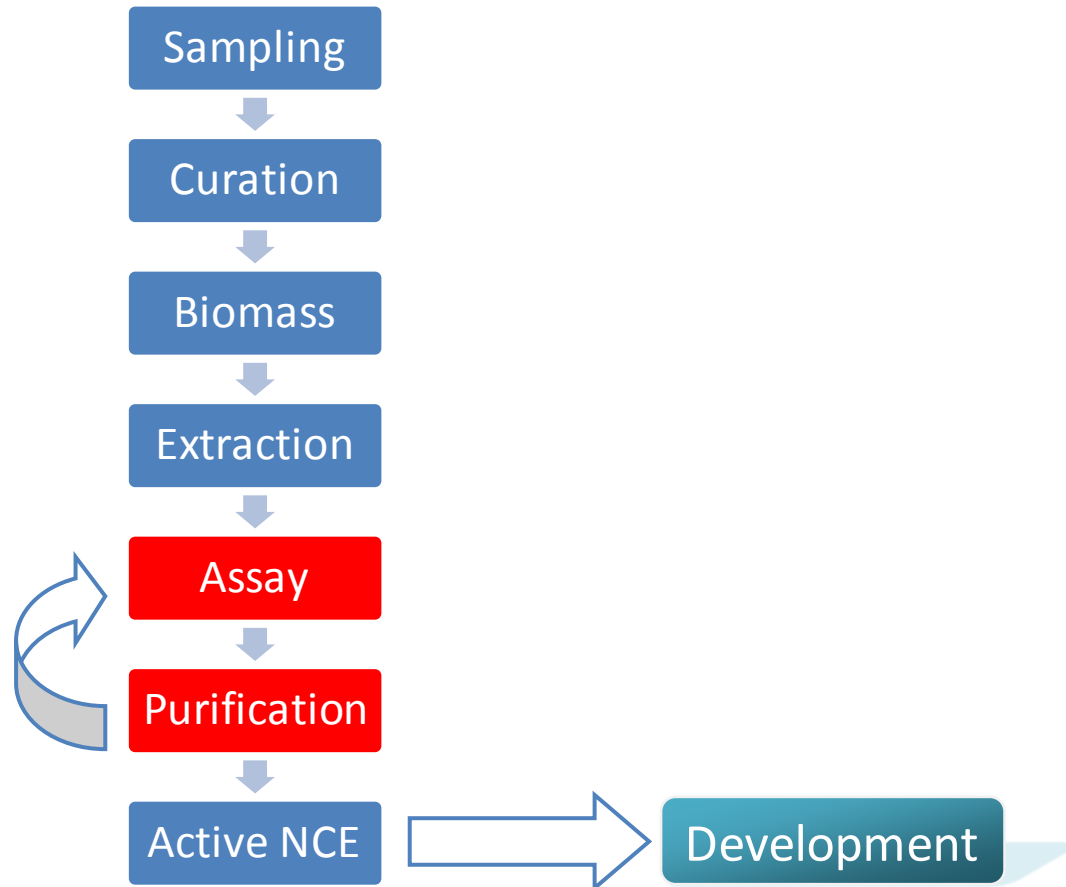 Sampling
Curation
Biomass
Extraction
Assay
Purification
Active NCE
Development